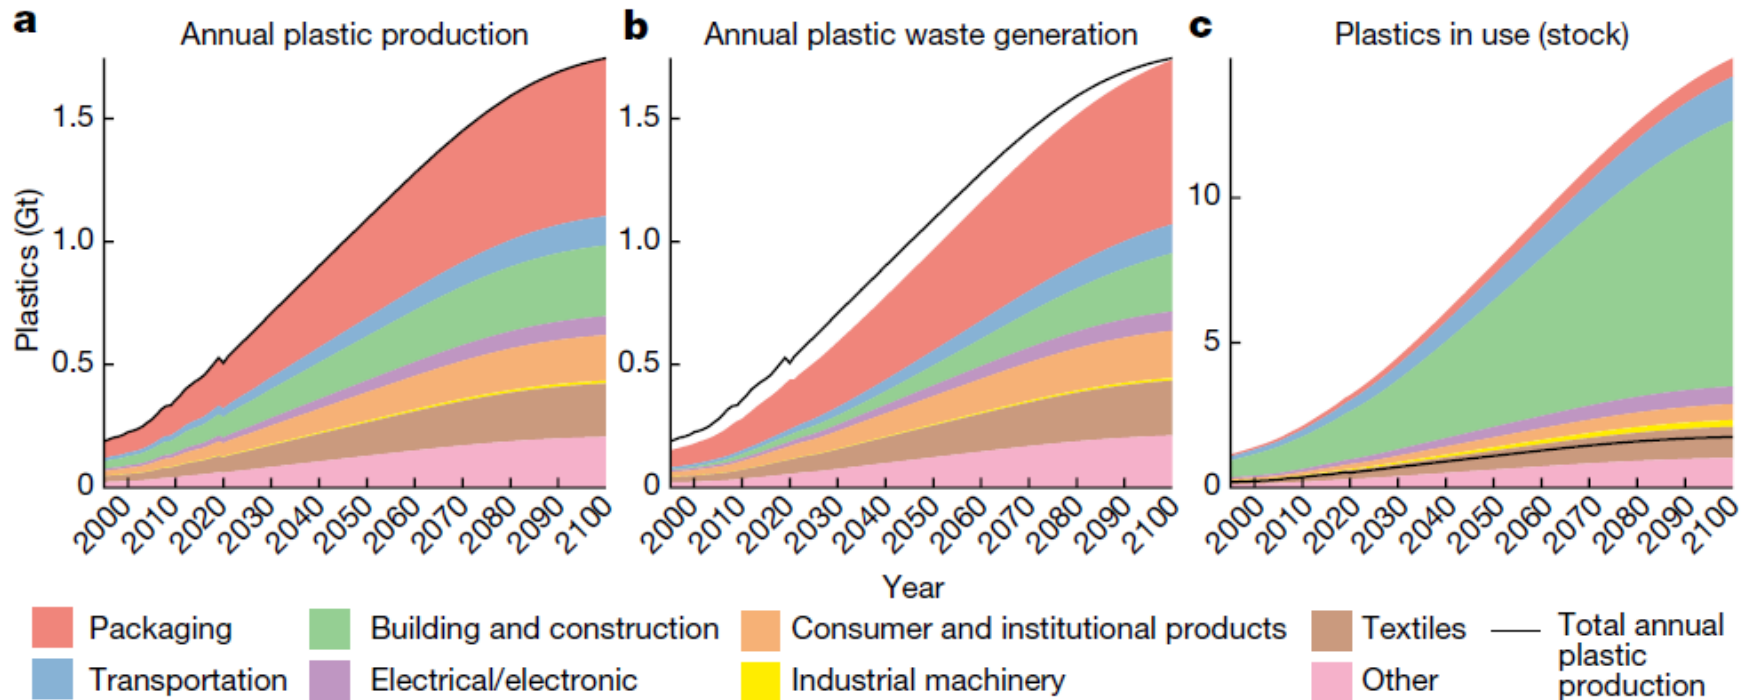 a
Annual plastic production
b
Annual plastic waste generation
c
Plastics in use (stock)
Plastics (Gt)
1.5
1.0
0.5
0
2000
2010
2020
2030
2040
2050
2060
2070
2080
2090
2100
1.5
1.0
0.5
0
2000
2010
2020
2030
2040
2050
2060
2070
2080
2090
2100
10
5
0
2000
2010
2020
2030
2040
2050
2060
2070
2080
2090
2100
Year
Packaging
Building and construction
Consumer and institutional products
Textiles
Total annual
plastic
production
Transportation
Electrical/electronic
Industrial machinery
Other